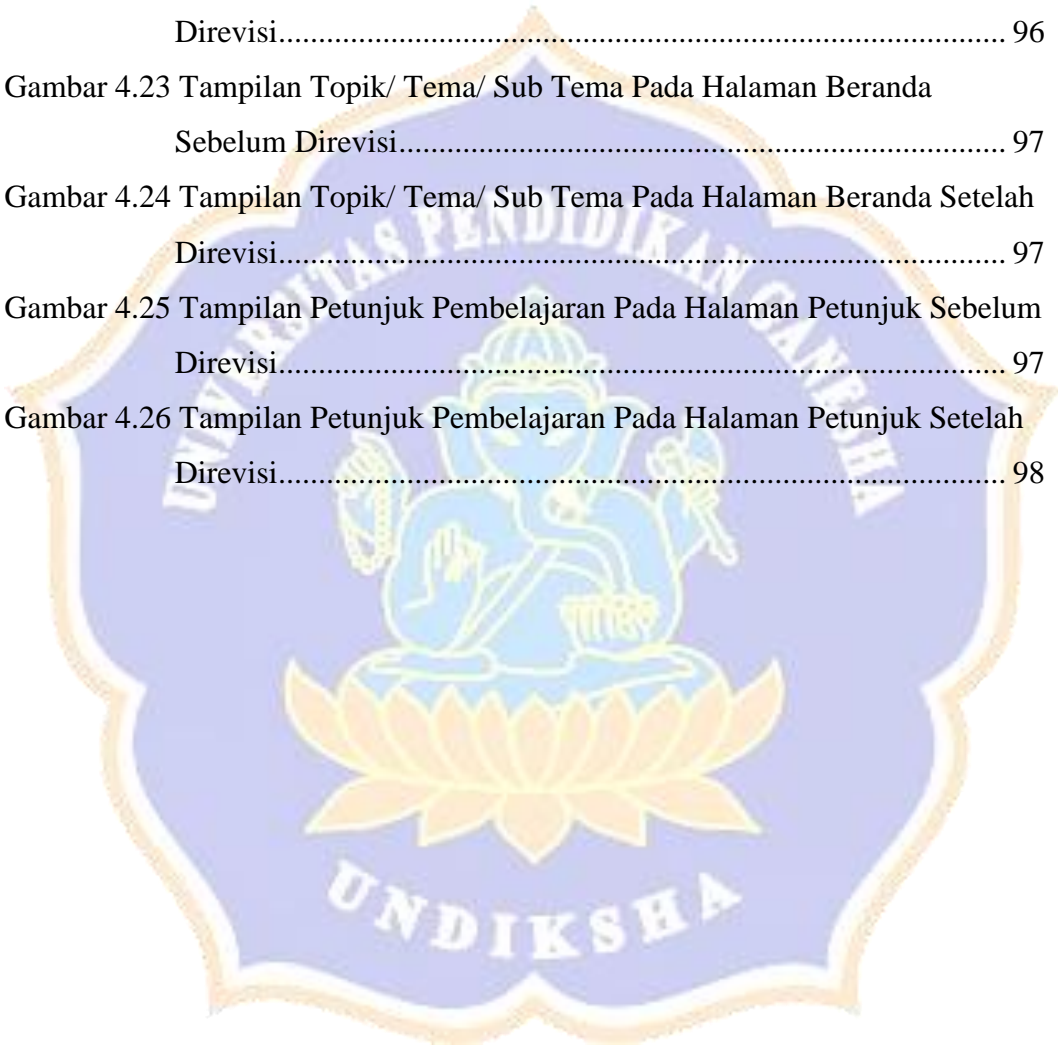 Direvisi........................................................................................... 96
Gambar 4.23 Tampilan Topik/ Tema/ Sub Tema Pada Halaman Beranda
Sebelum Direvisi............................................................................ 97
Gambar 4.24 Tampilan Topik/ Tema/ Sub Tema Pada Halaman Beranda Setelah
Direvisi........................................................................................... 97
Gambar 4.25 Tampilan Petunjuk Pembelajaran Pada Halaman Petunjuk Sebelum
Direvisi........................................................................................... 97
Gambar 4.26 Tampilan Petunjuk Pembelajaran Pada Halaman Petunjuk Setelah
Direvisi........................................................................................... 98
UNIVERSITAS PENDIDIKAN GANESHA
UNDIKSHA